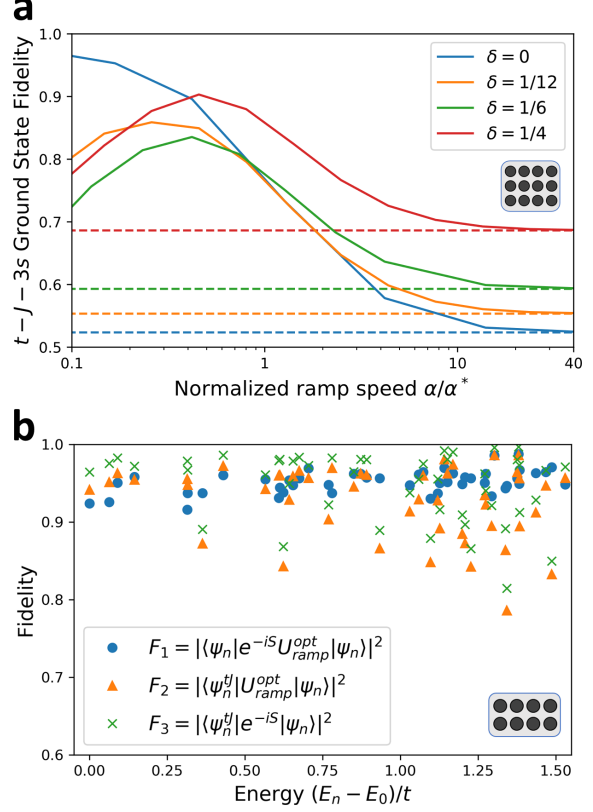 a
t − J − 3s Ground State Fidelity
1.0
0.9
0.8
0.7
0.6
0.5
δ = 0
δ = 1/12
δ = 1/6
δ = 1/4
0.1
1
10
40
Normalized ramp speed α/α*
b
Fidelity
1.0
0.9
0.8
0.7
0.6
F₁ = |⟨ψₙ|e⁻ⁱˢU_{ramp}^{opt}|ψₙ⟩|²
F₂ = |⟨ψₙ^{tJ}|U_{ramp}^{opt}|ψₙ⟩|²
F₃ = |⟨ψₙ^{tJ}|e⁻ⁱˢ|ψₙ⟩|²
0.00
0.25
0.50
0.75
1.00
1.25
1.50
Energy (Eₙ − E₀)/t